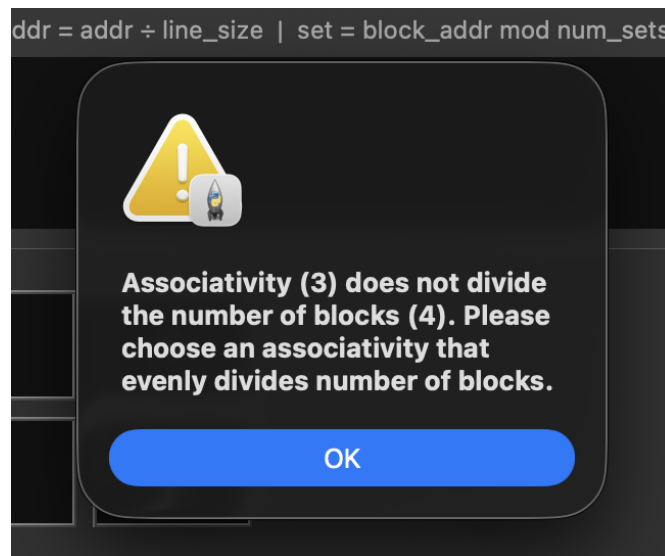 ddr = addr ÷ line_size | set = block_addr mod num_sets
Associativity (3) does not divide
the number of blocks (4). Please
choose an associativity that
evenly divides number of blocks.
OK